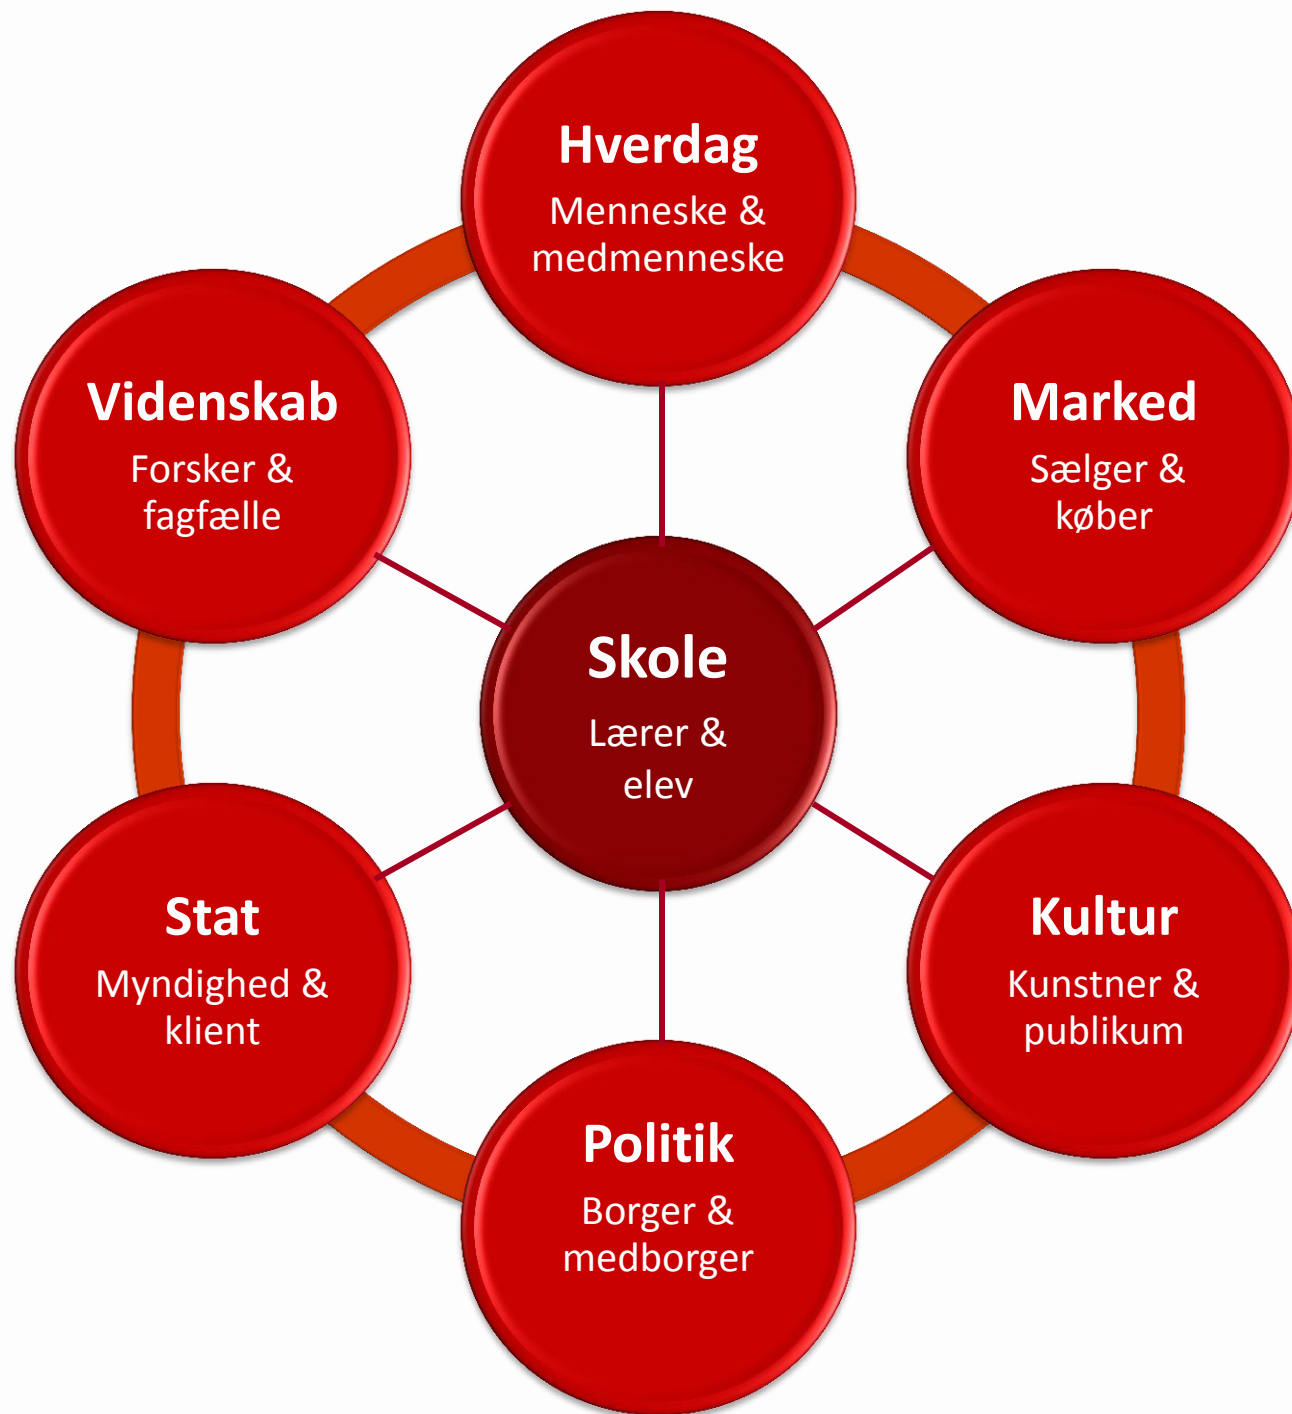 Hverdag
Menneske &
medmenneske
Videnskab
Forsker &
fagfælle
Marked
Sælger &
køber
Skole
Lærer &
elev
Stat
Myndighed &
klient
Kultur
Kunstner &
publikum
Politik
Borger &
medborger